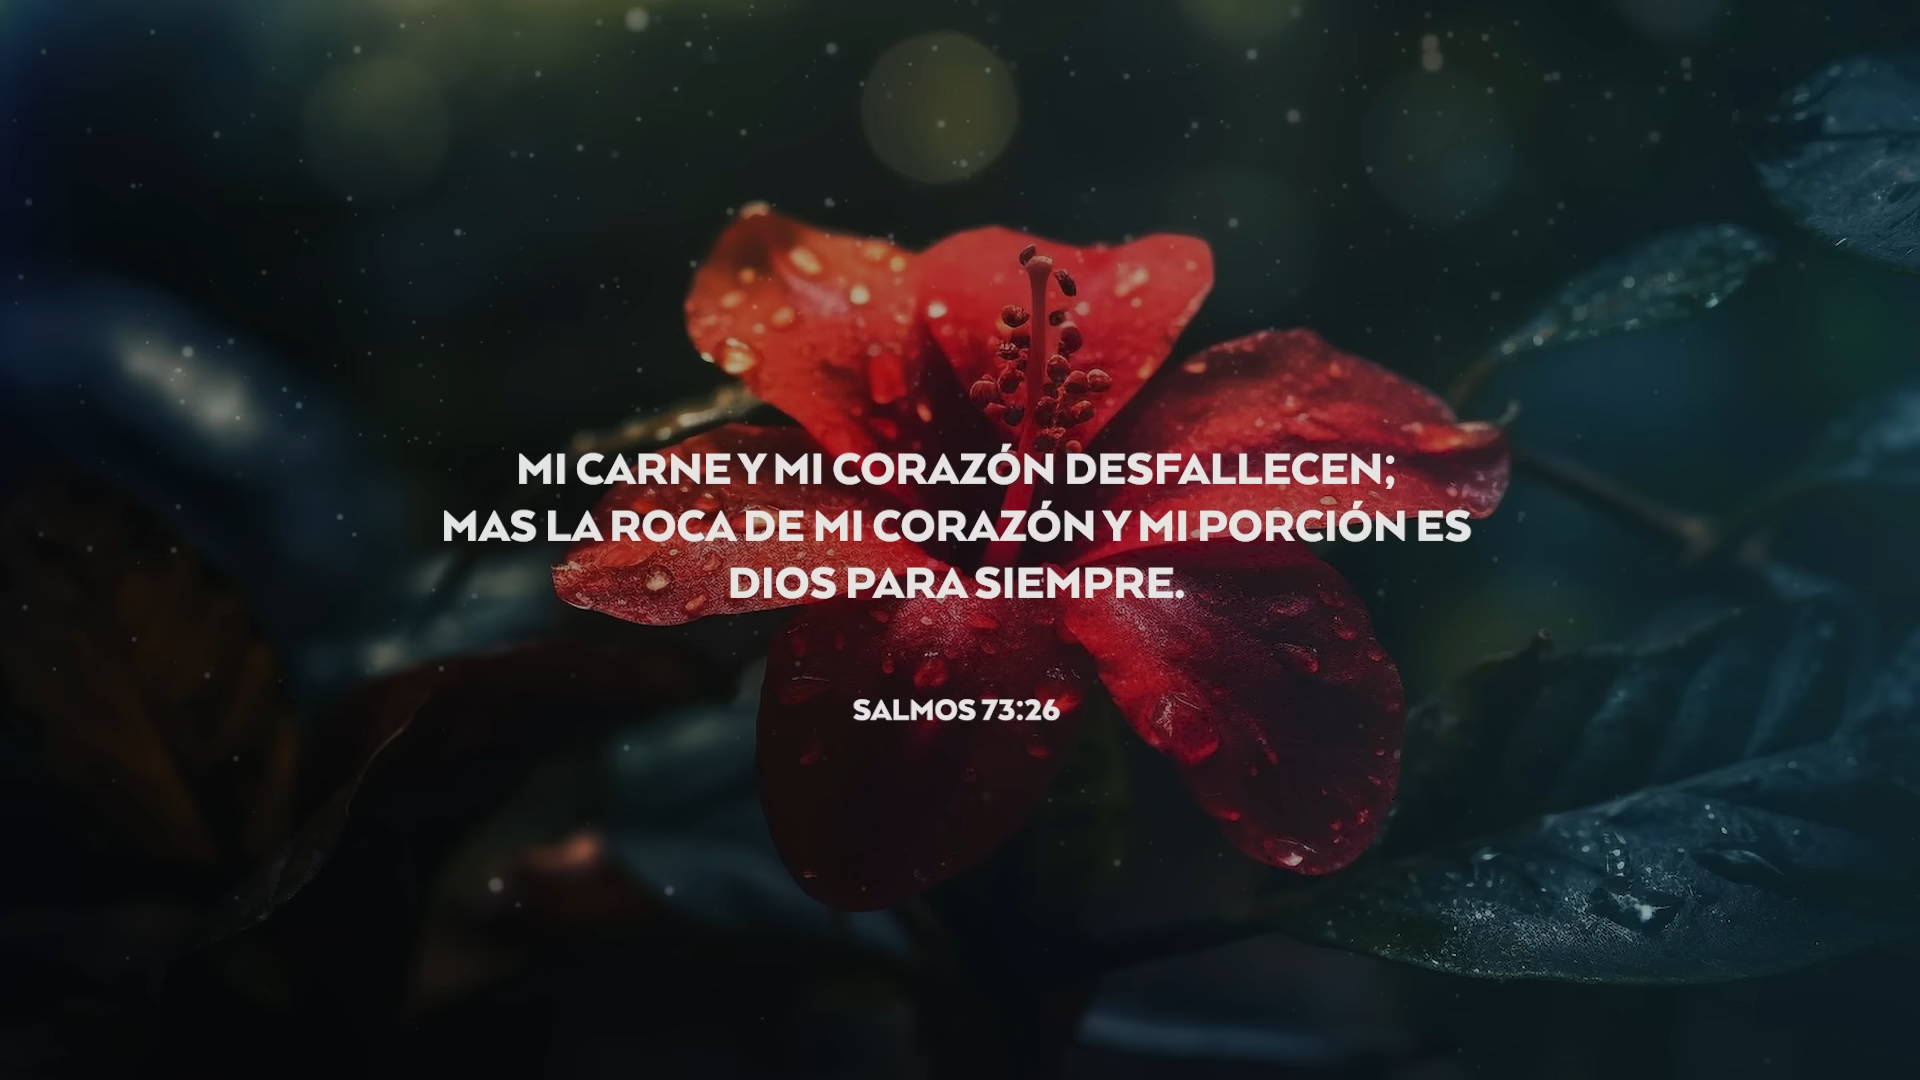 MI CARNE Y MI CORAZÓN DESFALLECEN;
MAS LA ROCA DE MI CORAZÓN Y MI PORCIÓN ES
DIOS PARA SIEMPRE.
SALMOS 73:26